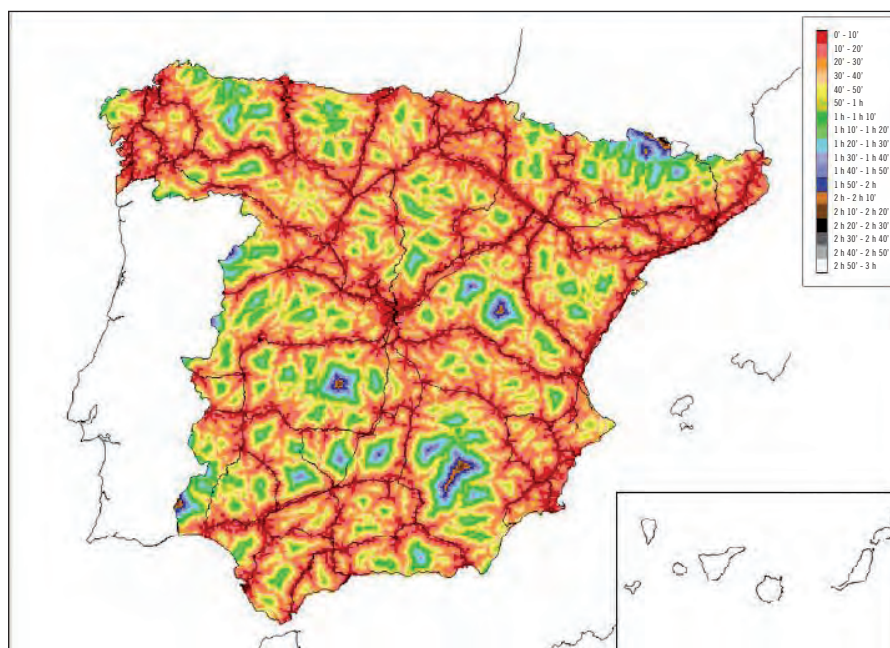 0' - 10'
10' - 20'
20' - 30'
30' - 40'
40' - 50'
50' - 1 h
1 h - 1 h 10'
1 h 10' - 1 h 20'
1 h 20' - 1 h 30'
1 h 30' - 1 h 40'
1 h 40' - 1 h 50'
1 h 50' - 2 h
2 h - 2 h 10'
2 h 10' - 2 h 20'
2 h 20' - 2 h 30'
2 h 30' - 2 h 40'
2 h 40' - 2 h 50'
2 h 50' - 3 h